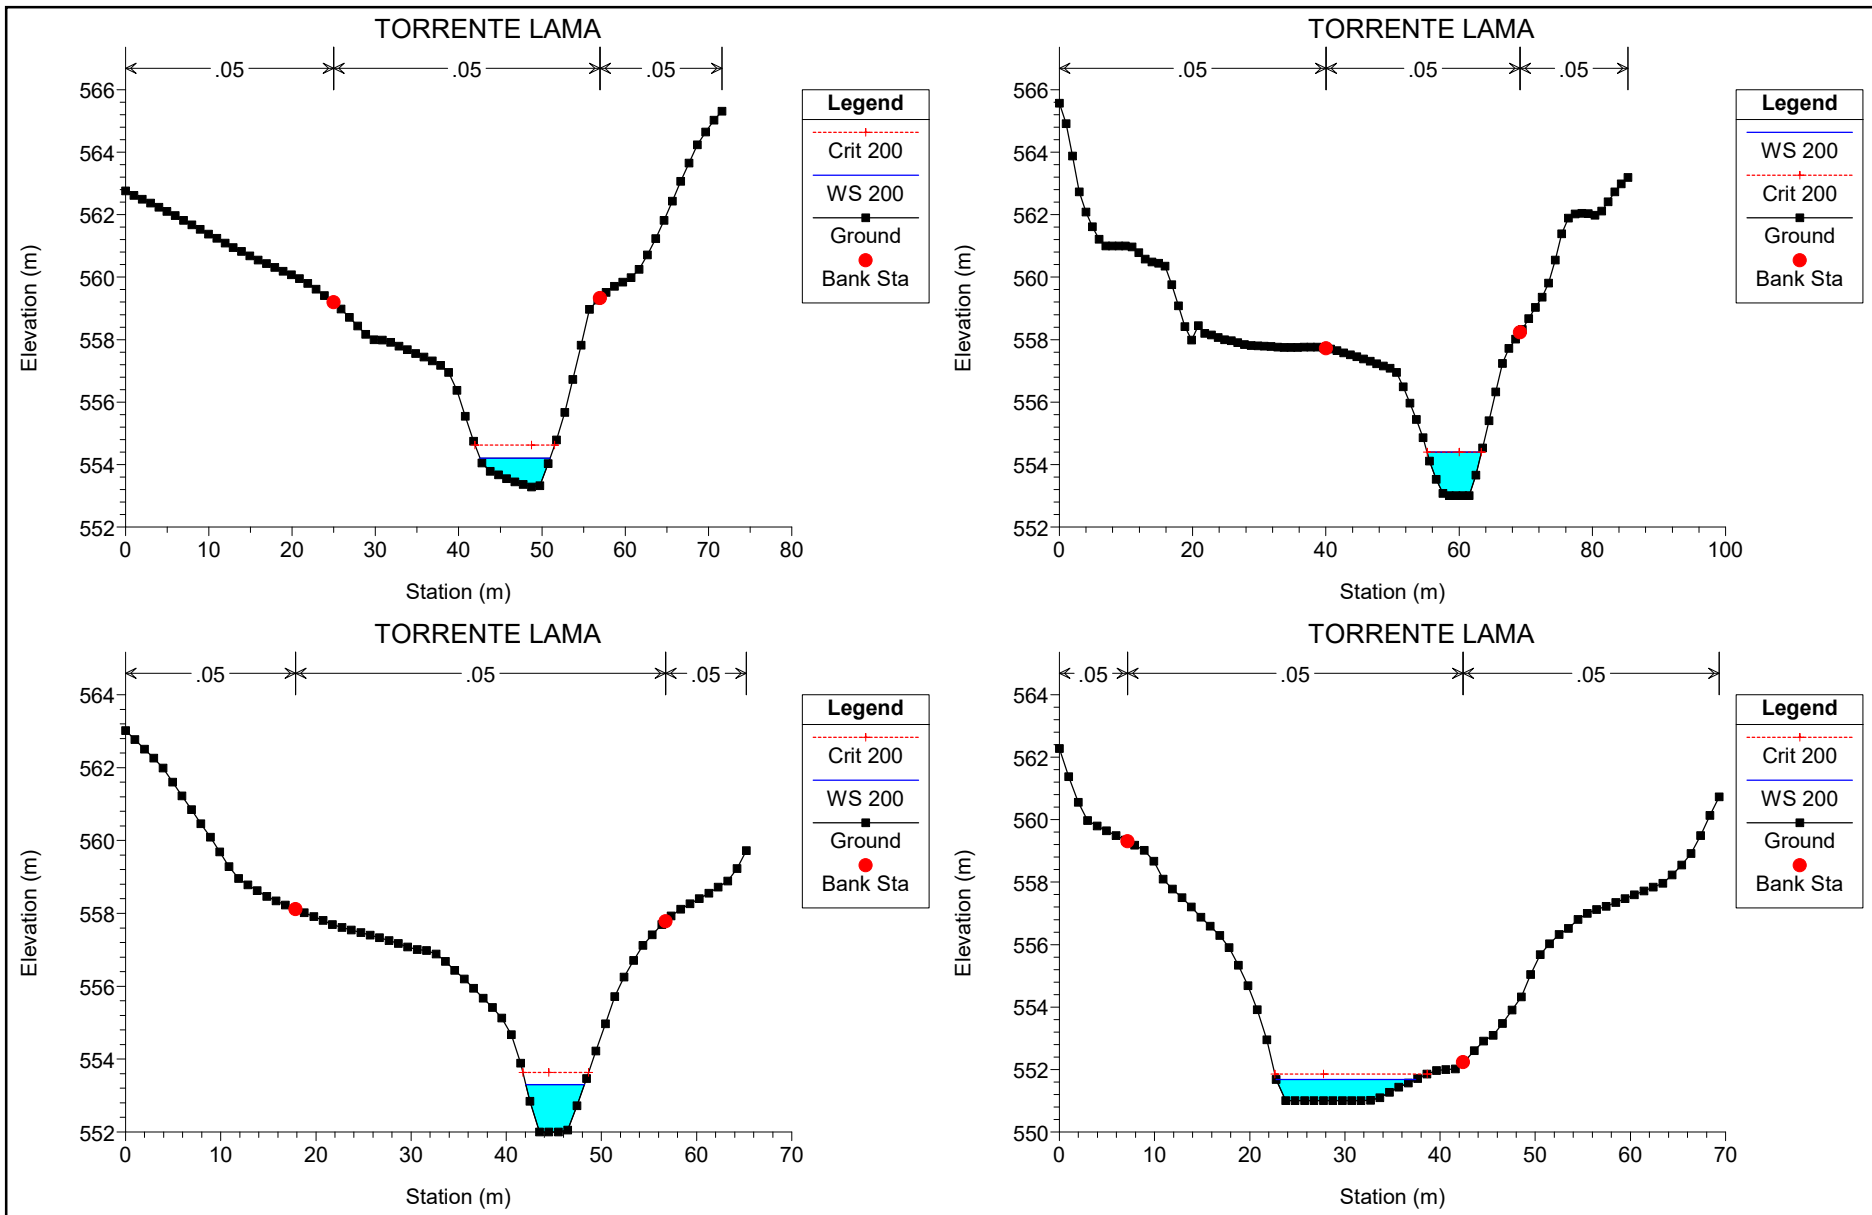 TORRENTE LAMA
.05 .05 .05
566
564
562
560
558
556
554
552
0 10 20 30 40 50 60 70 80
Elevation (m)
Station (m)
Legend
Crit 200
WS 200
Ground
Bank Sta
TORRENTE LAMA
.05 .05 .05
566
564
562
560
558
556
554
552
0 20 40 60 80 100
Elevation (m)
Station (m)
Legend
WS 200
Crit 200
Ground
Bank Sta
TORRENTE LAMA
.05 .05 .05
564
562
560
558
556
554
552
0 10 20 30 40 50 60 70
Elevation (m)
Station (m)
Legend
Crit 200
WS 200
Ground
Bank Sta
TORRENTE LAMA
.05 .05 .05
564
562
560
558
556
554
552
550
0 10 20 30 40 50 60 70
Elevation (m)
Station (m)
Legend
Crit 200
WS 200
Ground
Bank Sta